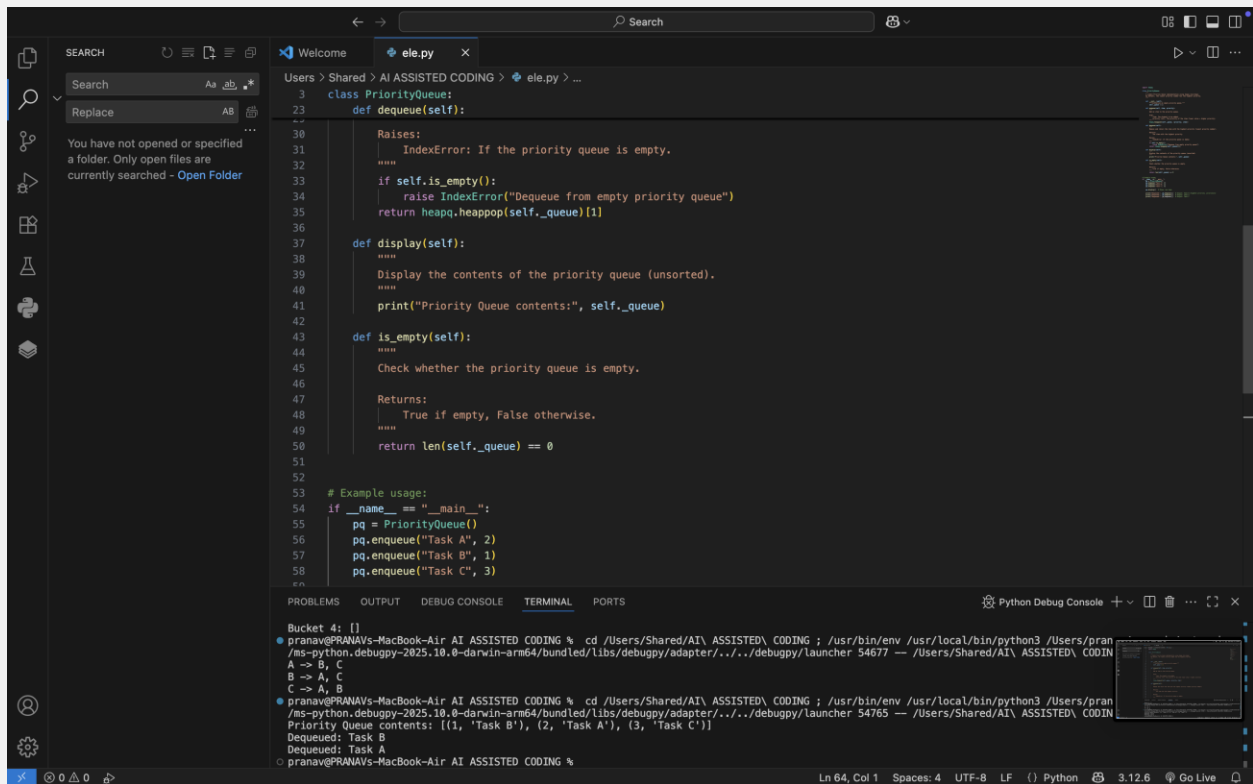 Search
SEARCH
Search
Aa ab .*
Replace
AB
You have not opened or specified
a folder. Only open files are
currently searched - Open Folder
Welcome
ele.py
Users > Shared > AI ASSISTED CODING > ele.py > ...
3 class PriorityQueue:
23 def dequeue(self):
30 Raises:
31 IndexError: If the priority queue is empty.
32 """
33 if self.is_empty():
34 raise IndexError("Dequeue from empty priority queue")
35 return heapq.heappop(self._queue)[1]
36
37 def display(self):
38 """
39 Display the contents of the priority queue (unsorted).
40 """
41 print("Priority Queue contents:", self._queue)
42
43 def is_empty(self):
44 """
45 Check whether the priority queue is empty.
46
47 Returns:
48 True if empty, False otherwise.
49 """
50 return len(self._queue) == 0
51
52
53 # Example usage:
54 if __name__ == "__main__":
55 pq = PriorityQueue()
56 pq.enqueue("Task A", 2)
57 pq.enqueue("Task B", 1)
58 pq.enqueue("Task C", 3)
PROBLEMS OUTPUT DEBUG CONSOLE TERMINAL PORTS
Python Debug Console
Bucket 4: []
pranav@PRANAVs-MacBook-Air AI ASSISTED CODING % cd /Users/Shared/AI\ ASSISTED\ CODING ; /usr/bin/env /usr/local/bin/python3 /Users/pran
/ms-python.debugpy-2025.10.0-darwin-arm64/bundled/libs/debugpy/adapter/../../debugpy/launcher 54677 -- /Users/Shared/AI\ ASSISTED\ CODIN
A -> B, C
B -> A, C
C -> A, B
pranav@PRANAVs-MacBook-Air AI ASSISTED CODING % cd /Users/Shared/AI\ ASSISTED\ CODING ; /usr/bin/env /usr/local/bin/python3 /Users/pran
/ms-python.debugpy-2025.10.0-darwin-arm64/bundled/libs/debugpy/adapter/../../debugpy/launcher 54765 -- /Users/Shared/AI\ ASSISTED\ CODIN
Priority Queue contents: [(1, 'Task B'), (2, 'Task A'), (3, 'Task C')]
Dequeued: Task B
Dequeued: Task A
pranav@PRANAVs-MacBook-Air AI ASSISTED CODING %
0 0
Ln 64, Col 1 Spaces: 4 UTF-8 LF {} Python 3.12.6 Go Live